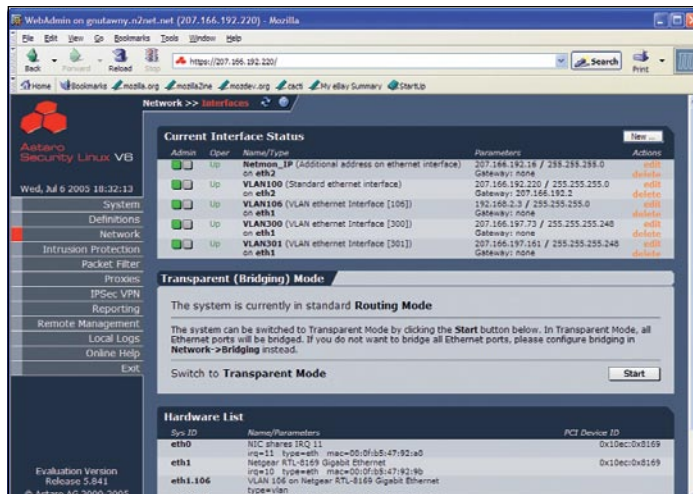 WebAdmin on gnutawny.n2net.net (207.166.192.220) - Mozilla
File Edit View Go Bookmarks Tools Window Help
Back Forward Reload Stop https://207.166.192.220/ Search Print
Home Bookmarks mozilla.org mozillaZine mozdev.org cacti My eBay Summary StartUp
Network >> Interfaces
Astaro
Security Linux V6
Wed, Jul 6 2005 18:32:13
System
Definitions
Network
Intrusion Protection
Packet Filter
Proxies
IPSec VPN
Reporting
Remote Management
Local Logs
Online Help
Exit
Evaluation Version
Release 5.841
© Astaro AG 2000-2005
Current Interface Status New ...
Admin Oper Name/Type Parameters Actions
Up Netmon_IP (Additional address on ethernet interface) 207.166.192.16 / 255.255.255.0 edit
on eth2 Gateway: none delete
Up VLAN100 (Standard ethernet interface) 207.166.192.220 / 255.255.255.0 edit
on eth2 Gateway: 207.166.192.2 delete
Up VLAN106 (VLAN ethernet Interface [106]) 192.168.2.3 / 255.255.255.0 edit
on eth1 Gateway: none delete
Up VLAN300 (VLAN ethernet Interface [300]) 207.166.197.73 / 255.255.255.248 edit
on eth1 Gateway: none delete
Up VLAN301 (VLAN ethernet Interface [301]) 207.166.197.161 / 255.255.255.248 edit
on eth1 Gateway: none delete
Transparent (Bridging) Mode
The system is currently in standard Routing Mode
The system can be switched to Transparent Mode by clicking the Start button below. In Transparent Mode, all
Ethernet ports will be bridged. If you do not want to bridge all Ethernet ports, please configure bridging in
Network->Bridging instead.
Switch to Transparent Mode Start
Hardware List
Sys ID Name/Parameters PCI Device ID
eth0 NIC shares IRQ 11 0x10ec:0x8169
irq=11 type=eth mac=00:0f:b5:47:92:a0
eth1 Netgear RTL-8169 Gigabit Ethernet 0x10ec:0x8169
irq=10 type=eth mac=00:0f:b5:47:92:9b
eth1.106 VLAN 106 on Netgear RTL-8169 Gigabit Ethernet
type=vlan